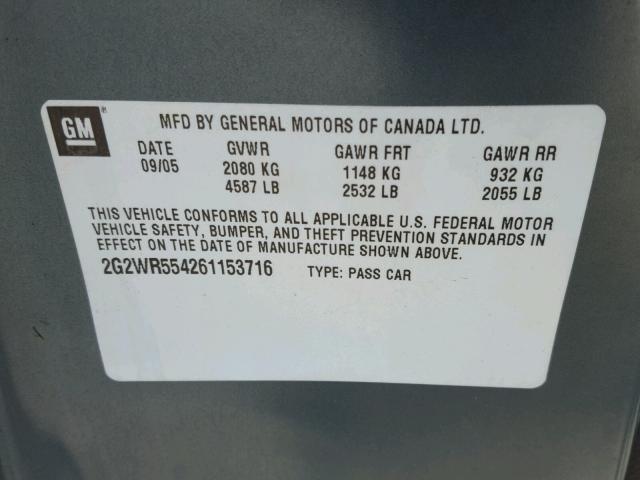 GM
MFD BY GENERAL MOTORS OF CANADA LTD.
DATE GVWR GAWR FRT GAWR RR
09/05 2080 KG 1148 KG 932 KG
4587 LB 2532 LB 2055 LB
THIS VEHICLE CONFORMS TO ALL APPLICABLE U.S. FEDERAL MOTOR
VEHICLE SAFETY, BUMPER, AND THEFT PREVENTION STANDARDS IN
EFFECT ON THE DATE OF MANUFACTURE SHOWN ABOVE.
2G2WR554261153716 TYPE: PASS CAR